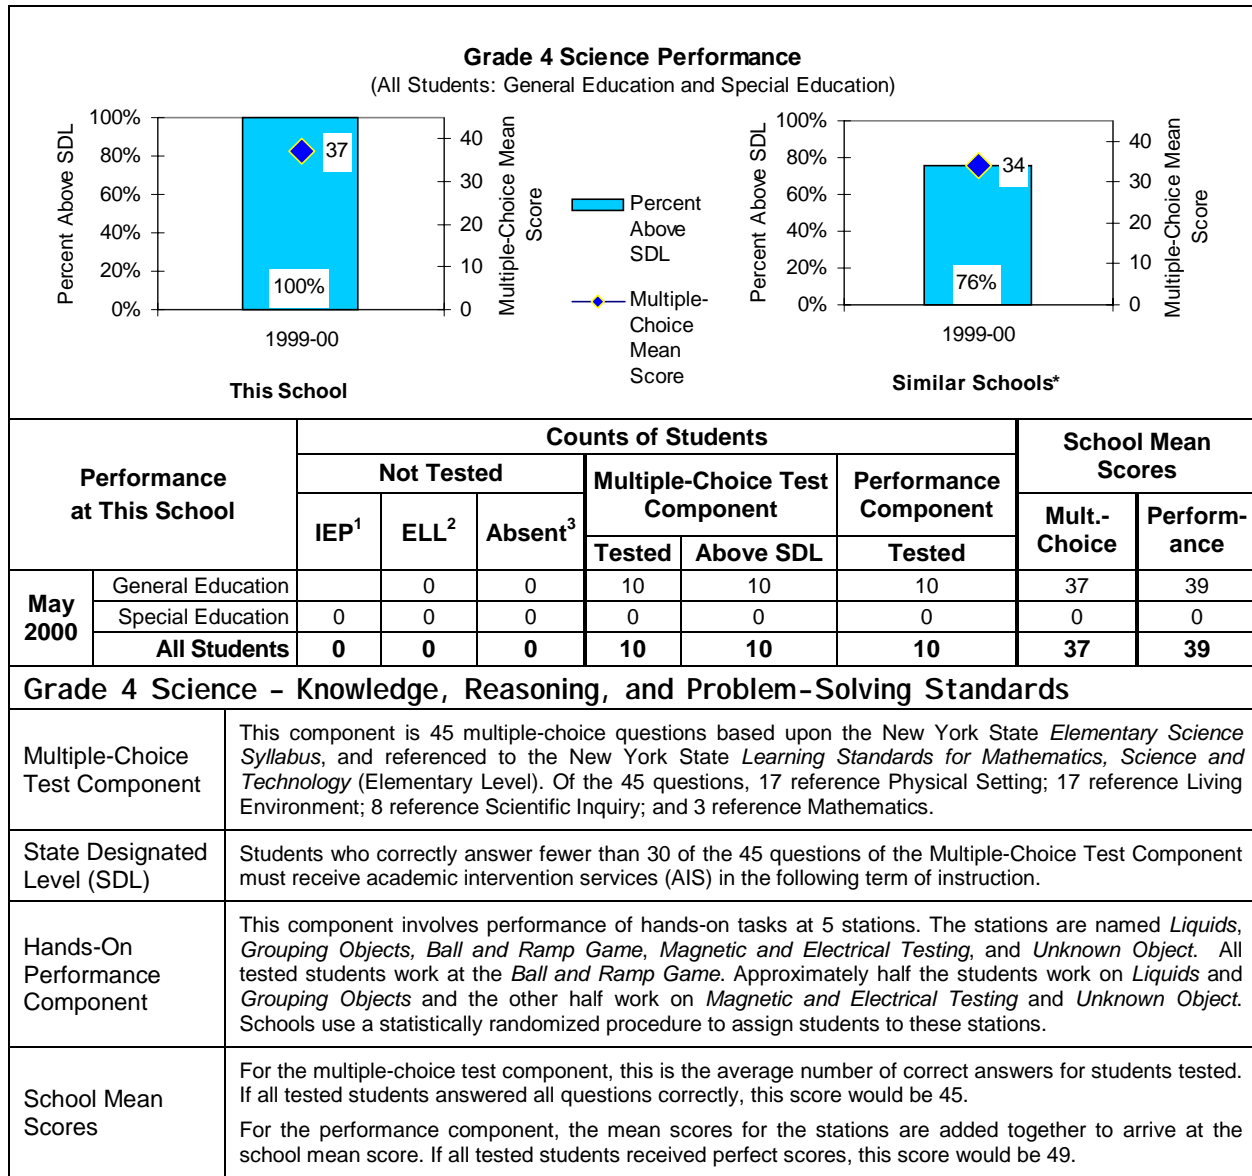 Grade 4 Science Performance
(All Students: General Education and Special Education)
Percent Above SDL
100%
80%
60%
40%
20%
0%
37
100%
40
30
20
10
0
Multiple-Choice Mean
Score
1999-00
This School
Percent
Above
SDL
Multiple-
Choice
Mean
Score
Percent Above SDL
100%
80%
60%
40%
20%
0%
34
76%
40
30
20
10
0
Multiple-Choice Mean
Score
1999-00
Similar Schools*
Performance
at This School
Counts of Students
School Mean
Scores
Not Tested
Multiple-Choice Test
Component
Performance
Component
IEP1
ELL2
Absent3
Mult.-
Choice
Perform-
ance
Tested
Above SDL
Tested
May
2000
General Education 0 0 10 10 10 37 39
Special Education 0 0 0 0 0 0 0 0
All Students 0 0 0 10 10 10 37 39
Grade 4 Science – Knowledge, Reasoning, and Problem-Solving Standards
Multiple-Choice
Test Component
This component is 45 multiple-choice questions based upon the New York State Elementary Science
Syllabus, and referenced to the New York State Learning Standards for Mathematics, Science and
Technology (Elementary Level). Of the 45 questions, 17 reference Physical Setting; 17 reference Living
Environment; 8 reference Scientific Inquiry; and 3 reference Mathematics.
State Designated
Level (SDL)
Students who correctly answer fewer than 30 of the 45 questions of the Multiple-Choice Test Component
must receive academic intervention services (AIS) in the following term of instruction.
Hands-On
Performance
Component
This component involves performance of hands-on tasks at 5 stations. The stations are named Liquids,
Grouping Objects, Ball and Ramp Game, Magnetic and Electrical Testing, and Unknown Object. All
tested students work at the Ball and Ramp Game. Approximately half the students work on Liquids and
Grouping Objects and the other half work on Magnetic and Electrical Testing and Unknown Object.
Schools use a statistically randomized procedure to assign students to these stations.
School Mean
Scores
For the multiple-choice test component, this is the average number of correct answers for students tested.
If all tested students answered all questions correctly, this score would be 45.
For the performance component, the mean scores for the stations are added together to arrive at the
school mean score. If all tested students received perfect scores, this score would be 49.